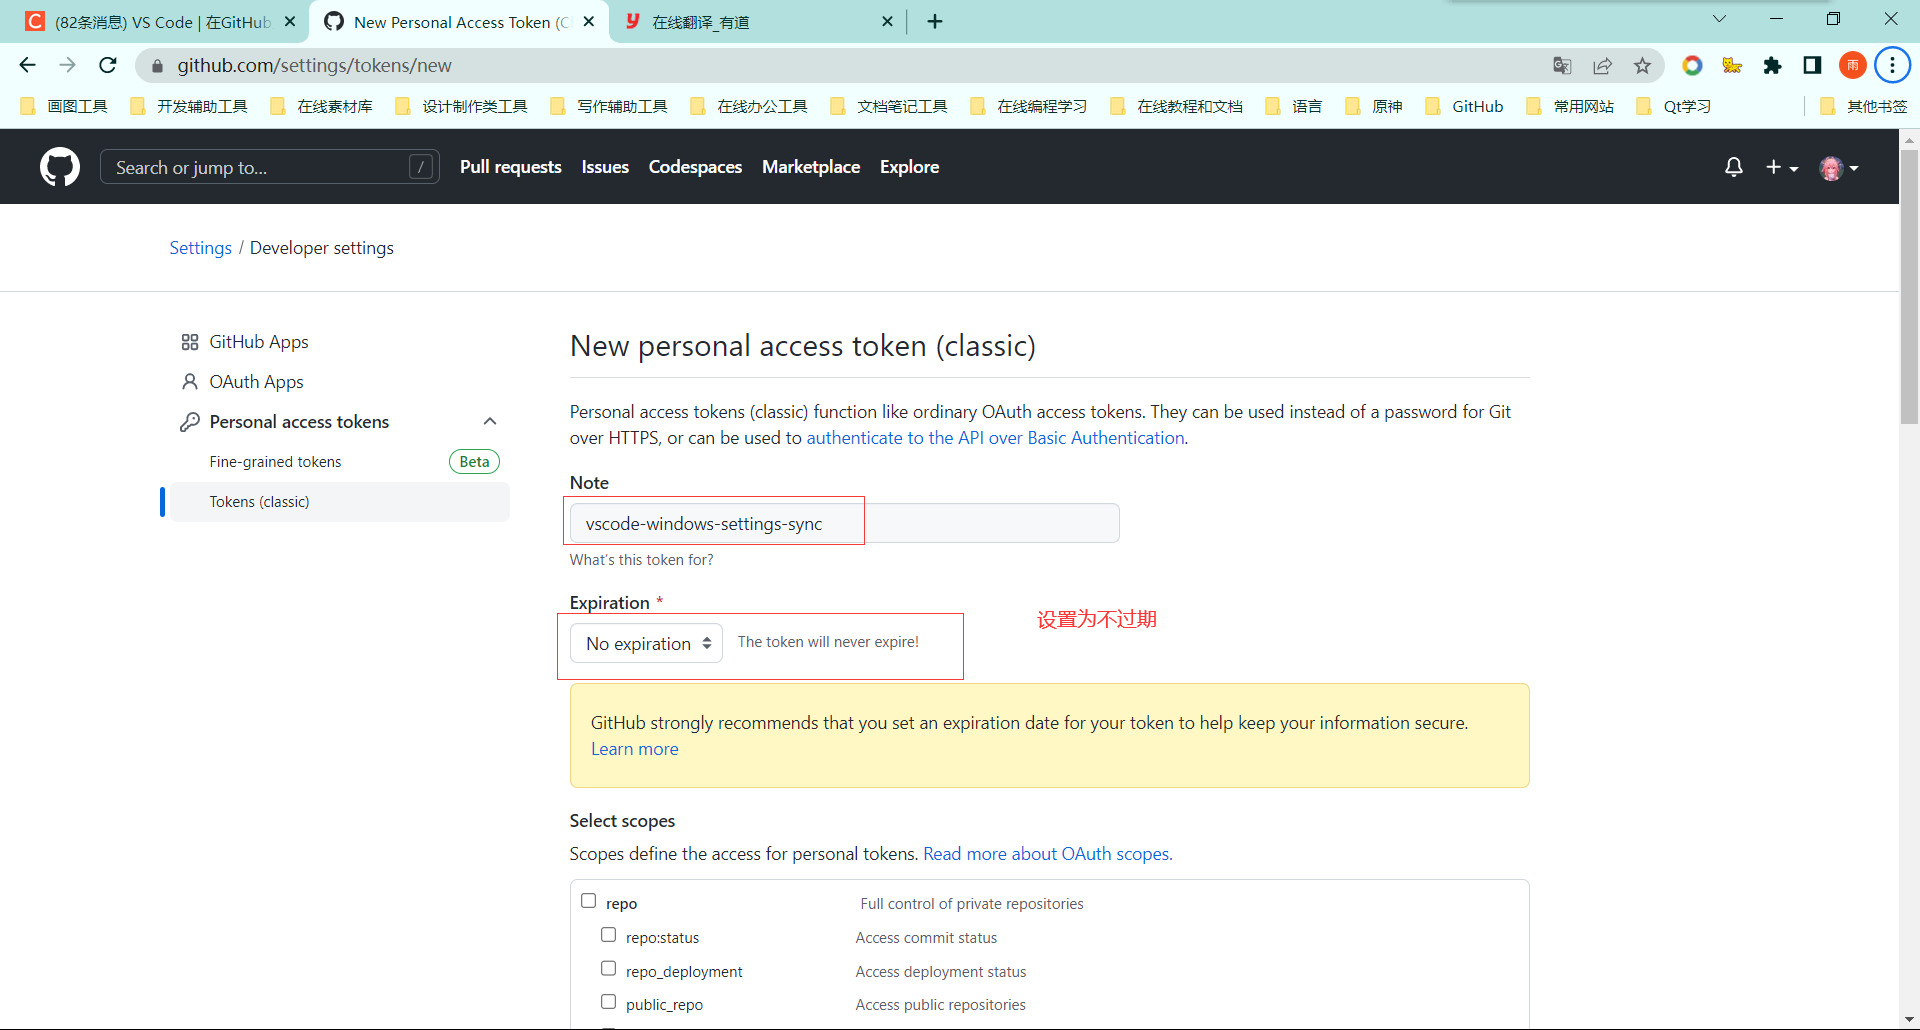 (82条消息) VS Code | 在GitHub
New Personal Access Token (Cl
在线翻译_有道
github.com/settings/tokens/new
雨
画图工具
开发辅助工具
在线素材库
设计制作类工具
写作辅助工具
在线办公工具
文档笔记工具
在线编程学习
在线教程和文档
语言
原神
GitHub
常用网站
Qt学习
其他书签
Search or jump to...
/
Pull requests
Issues
Codespaces
Marketplace
Explore
Settings / Developer settings
GitHub Apps
OAuth Apps
Personal access tokens
Fine-grained tokens
Beta
Tokens (classic)
New personal access token (classic)
Personal access tokens (classic) function like ordinary OAuth access tokens. They can be used instead of a password for Git
over HTTPS, or can be used to authenticate to the API over Basic Authentication.
Note
vscode-windows-settings-sync
What's this token for?
Expiration *
设置为不过期
No expiration
The token will never expire!
GitHub strongly recommends that you set an expiration date for your token to help keep your information secure.
Learn more
Select scopes
Scopes define the access for personal tokens. Read more about OAuth scopes.
repo
Full control of private repositories
repo:status
Access commit status
repo_deployment
Access deployment status
public_repo
Access public repositories